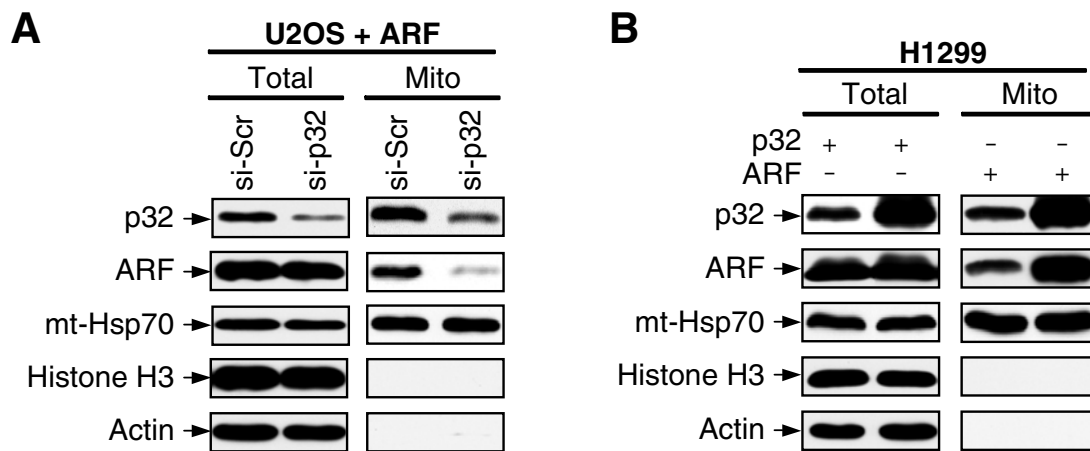 A
U2OS + ARF
Total Mito
si-Scr si-p32 si-Scr si-p32
p32
ARF
mt-Hsp70
Histone H3
Actin
B
H1299
Total Mito
p32 + + - -
ARF - - + +
p32
ARF
mt-Hsp70
Histone H3
Actin